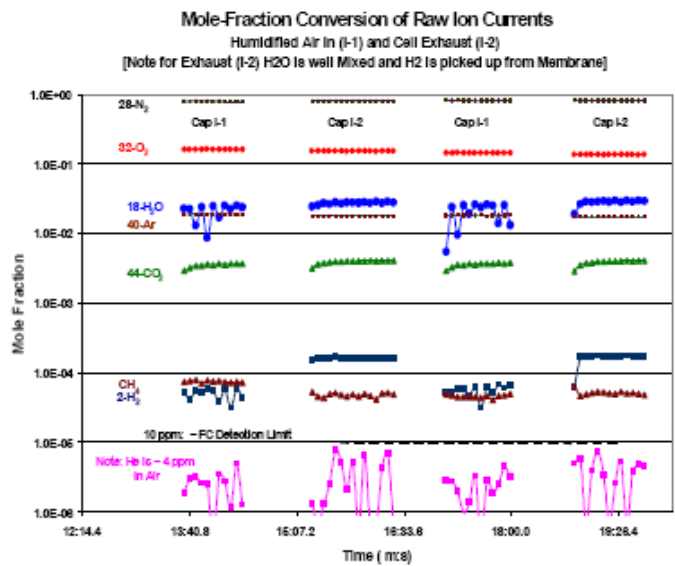 Mole-Fraction Conversion of Raw Ion Currents
Humidified Air in (I-1) and Cell Exhaust (I-2)
[Note for Exhaust (I-2) H2O is well Mixed and H2 is picked up from Membrane]
1.0E+00
28-N₂
Cap I-1
Cap I-2
Cap I-1
Cap I-2
32-O₂
1.0E-01
18-H₂O
40-Ar
1.0E-02
44-CO₂
1.0E-03
1.0E-04
CH₄
2-H₂
10 ppm: ~FC Detection Limit
1.0E-05
Note: He is ~ 4 ppm
in Air
1.0E-06
12:14.4
13:40.8
15:07.2
16:33.6
18:00.0
19:26.4
Mole Fraction
Time ( m:s)